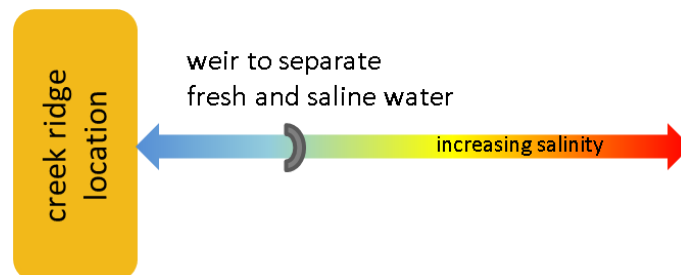 creek ridge
location
weir to separate
fresh and saline water
increasing salinity